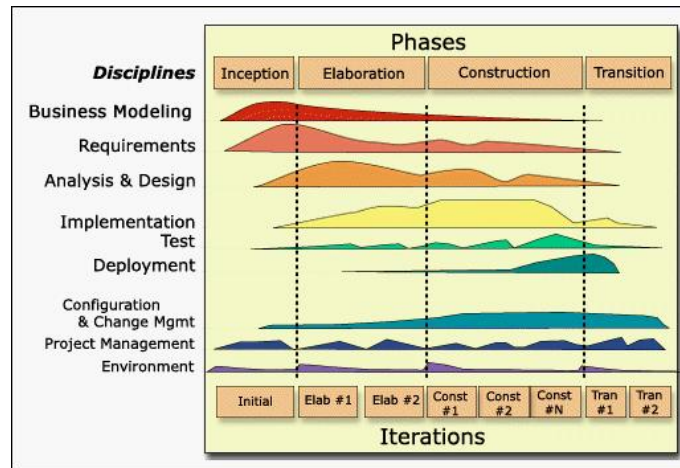 Phases
Disciplines
Inception
Elaboration
Construction
Transition
Business Modeling
Requirements
Analysis & Design
Implementation
Test
Deployment
Configuration
& Change Mgmt
Project Management
Environment
Initial
Elab #1
Elab #2
Const
#1
Const
#2
Const
#N
Tran
#1
Tran
#2
Iterations